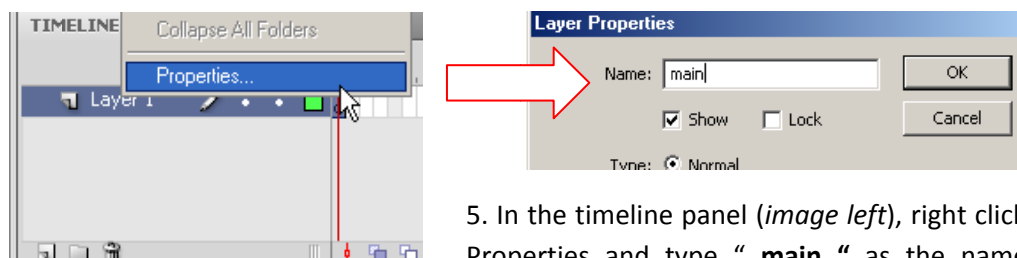 TIMELINE
Collapse All Folders
Properties...
Layer 1
Layer Properties
Name: main
OK
Show Lock
Cancel
Type: Normal
5. In the timeline panel (image left), right click
Properties and type “ main “ as the name